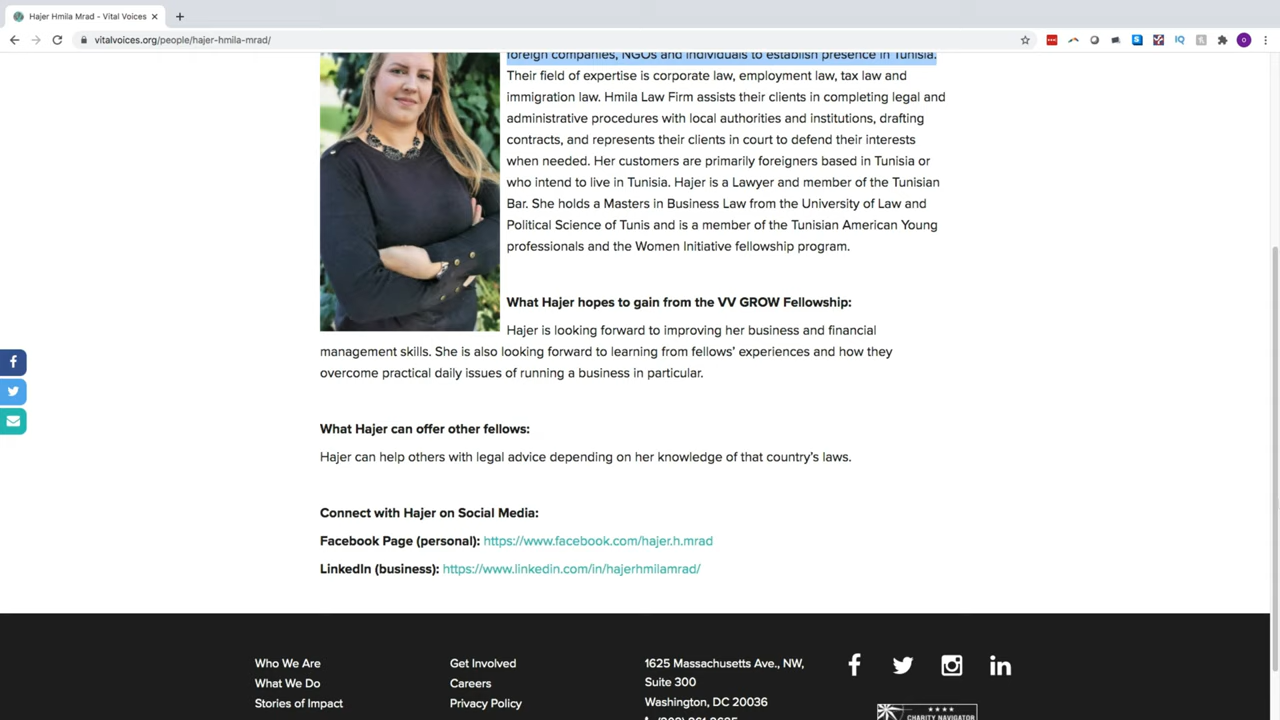 Hajer Hmila Mrad - Vital Voices
vitalvoices.org/people/hajer-hmila-mrad/
foreign companies, NGOs and individuals to establish presence in Tunisia.
Their field of expertise is corporate law, employment law, tax law and
immigration law. Hmila Law Firm assists their clients in completing legal and
administrative procedures with local authorities and institutions, drafting
contracts, and represents their clients in court to defend their interests
when needed. Her customers are primarily foreigners based in Tunisia or
who intend to live in Tunisia. Hajer is a Lawyer and member of the Tunisian
Bar. She holds a Masters in Business Law from the University of Law and
Political Science of Tunis and is a member of the Tunisian American Young
professionals and the Women Initiative fellowship program.
What Hajer hopes to gain from the VV GROW Fellowship:
Hajer is looking forward to improving her business and financial
management skills. She is also looking forward to learning from fellows' experiences and how they
overcome practical daily issues of running a business in particular.
What Hajer can offer other fellows:
Hajer can help others with legal advice depending on her knowledge of that country's laws.
Connect with Hajer on Social Media:
Facebook Page (personal): https://www.facebook.com/hajer.h.mrad
LinkedIn (business): https://www.linkedin.com/in/hajerhmilamrad/
Who We Are
What We Do
Stories of Impact
Get Involved
Careers
Privacy Policy
1625 Massachusetts Ave., NW,
Suite 300
Washington, DC 20036
CHARITY NAVIGATOR